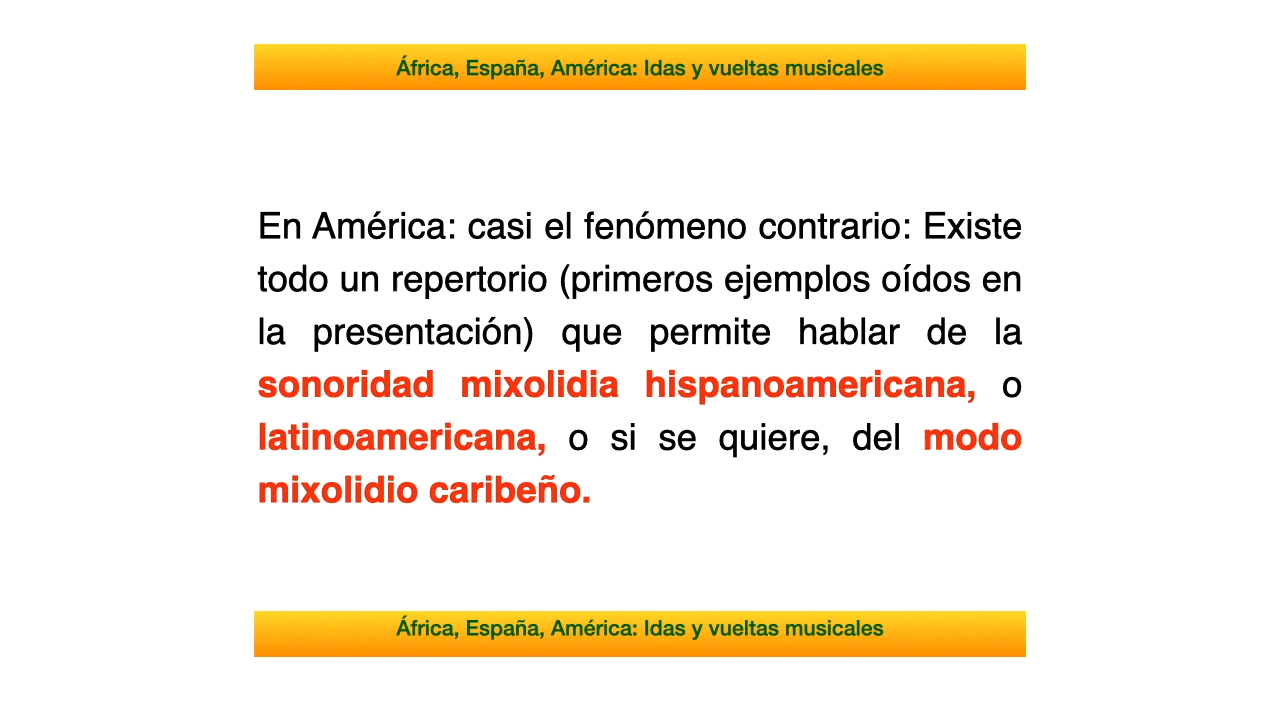 África, España, América: Idas y vueltas musicales
En América: casi el fenómeno contrario: Existe
todo un repertorio (primeros ejemplos oídos en
la presentación) que permite hablar de la
sonoridad mixolidia hispanoamericana, o
latinoamericana, o si se quiere, del modo
mixolidio caribeño.
África, España, América: Idas y vueltas musicales